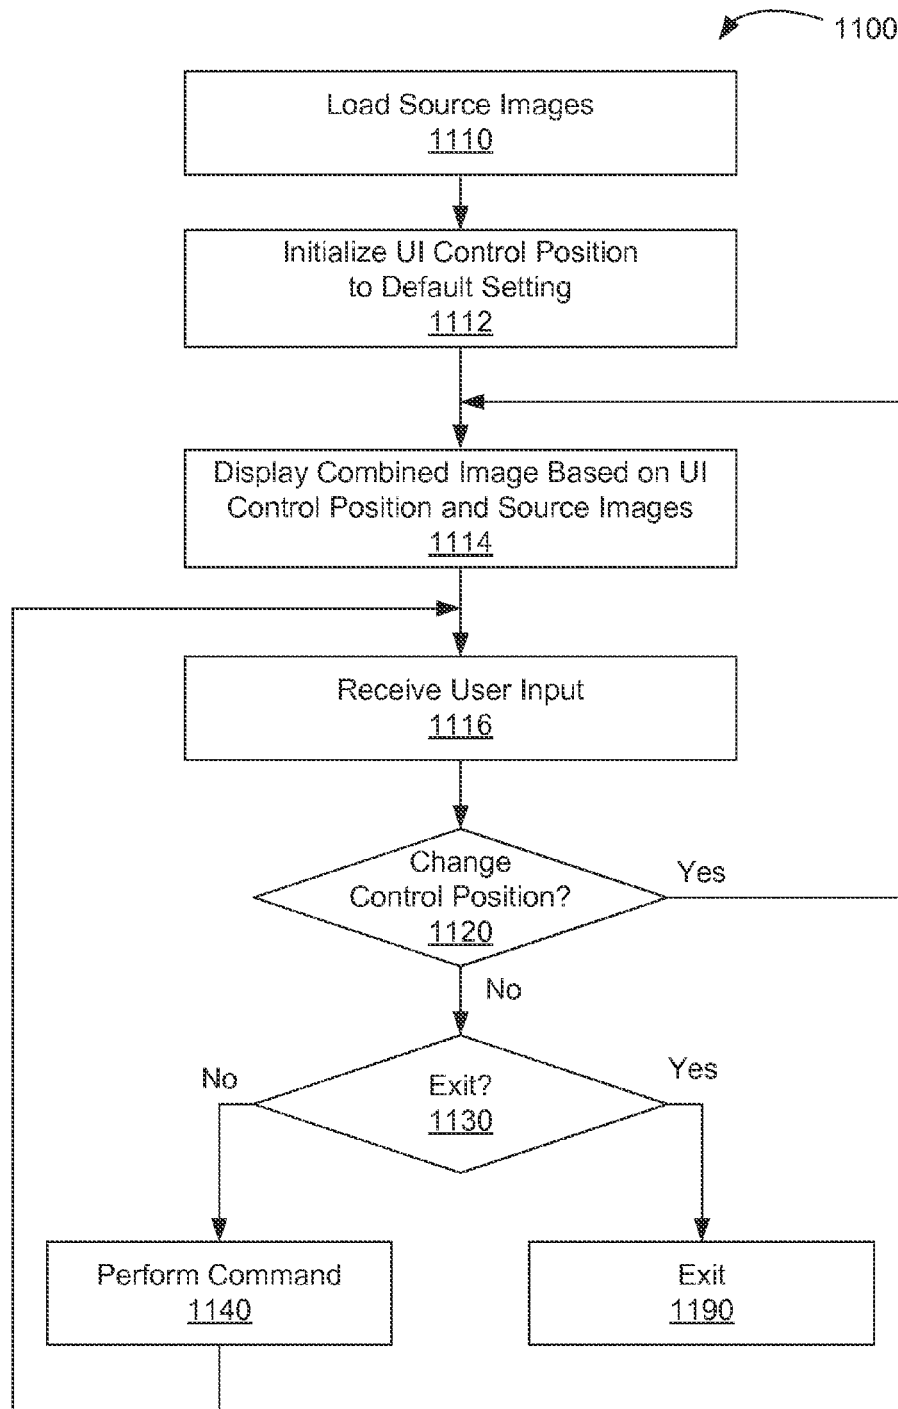 1100
Load Source Images
1110
Initialize UI Control Position
to Default Setting
1112
Display Combined Image Based on UI
Control Position and Source Images
1114
Receive User Input
1116
Change
Control Position?
1120
Yes
No
Exit?
1130
No
Yes
Perform Command
1140
Exit
1190